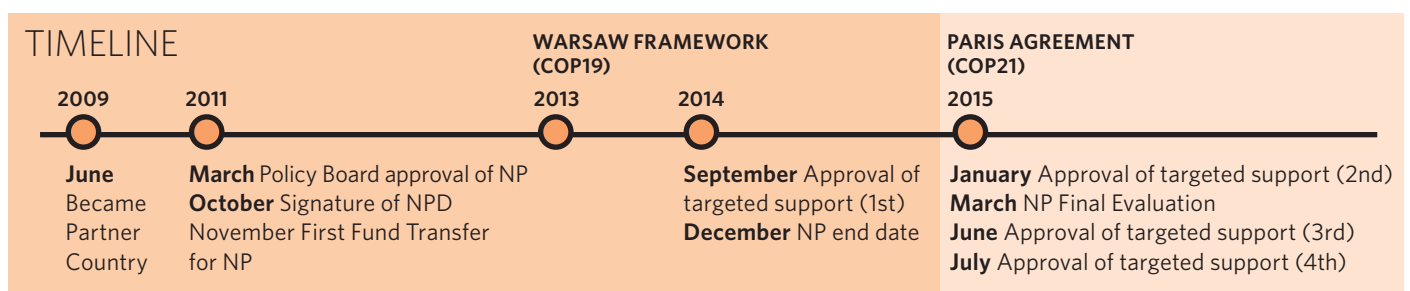 TIMELINE
WARSAW FRAMEWORK
(COP19)
PARIS AGREEMENT
(COP21)
2009
2011
2013
2014
2015
June
Became
Partner
Country
March Policy Board approval of NP
October Signature of NPD
November First Fund Transfer
for NP
September Approval of
targeted support (1st)
December NP end date
January Approval of targeted support (2nd)
March NP Final Evaluation
June Approval of targeted support (3rd)
July Approval of targeted support (4th)